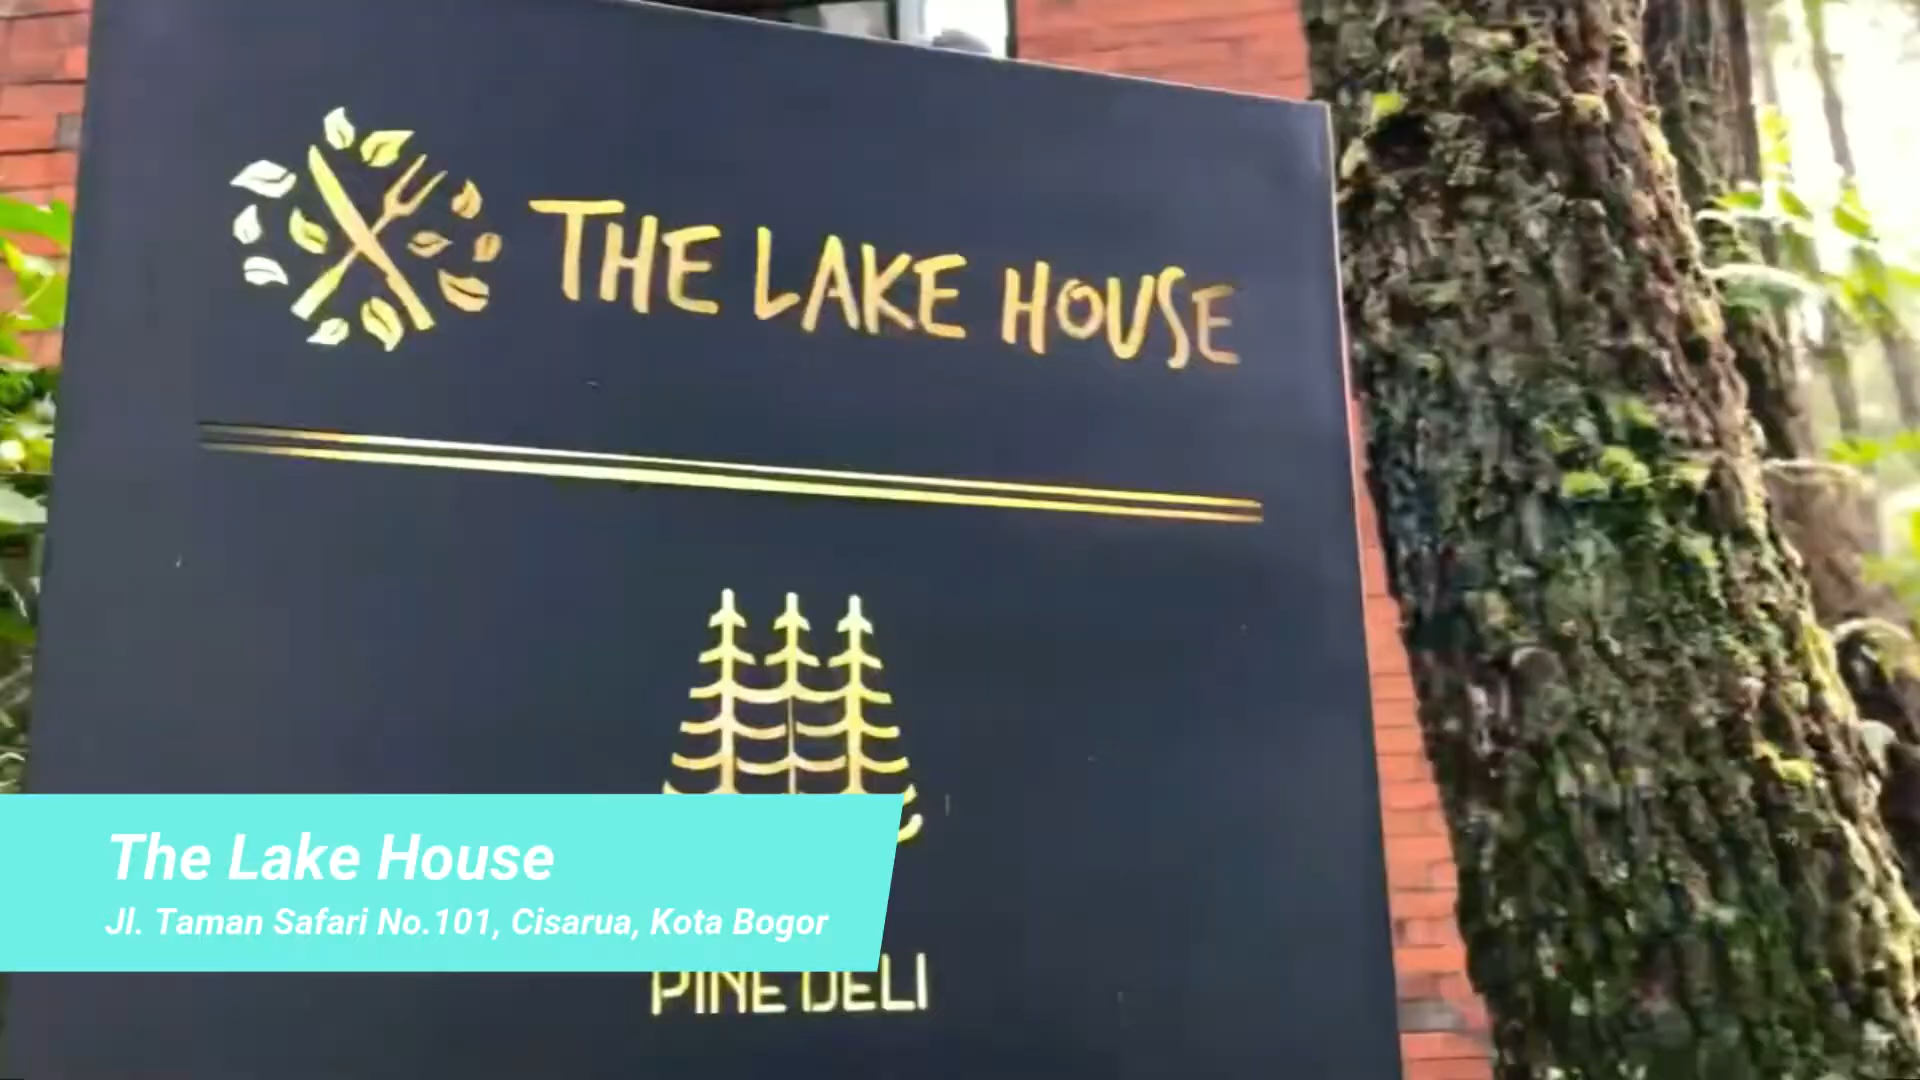 THE LAKE HOUSE
The Lake House
Jl. Taman Safari No.101, Cisarua, Kota Bogor
PINE DELI